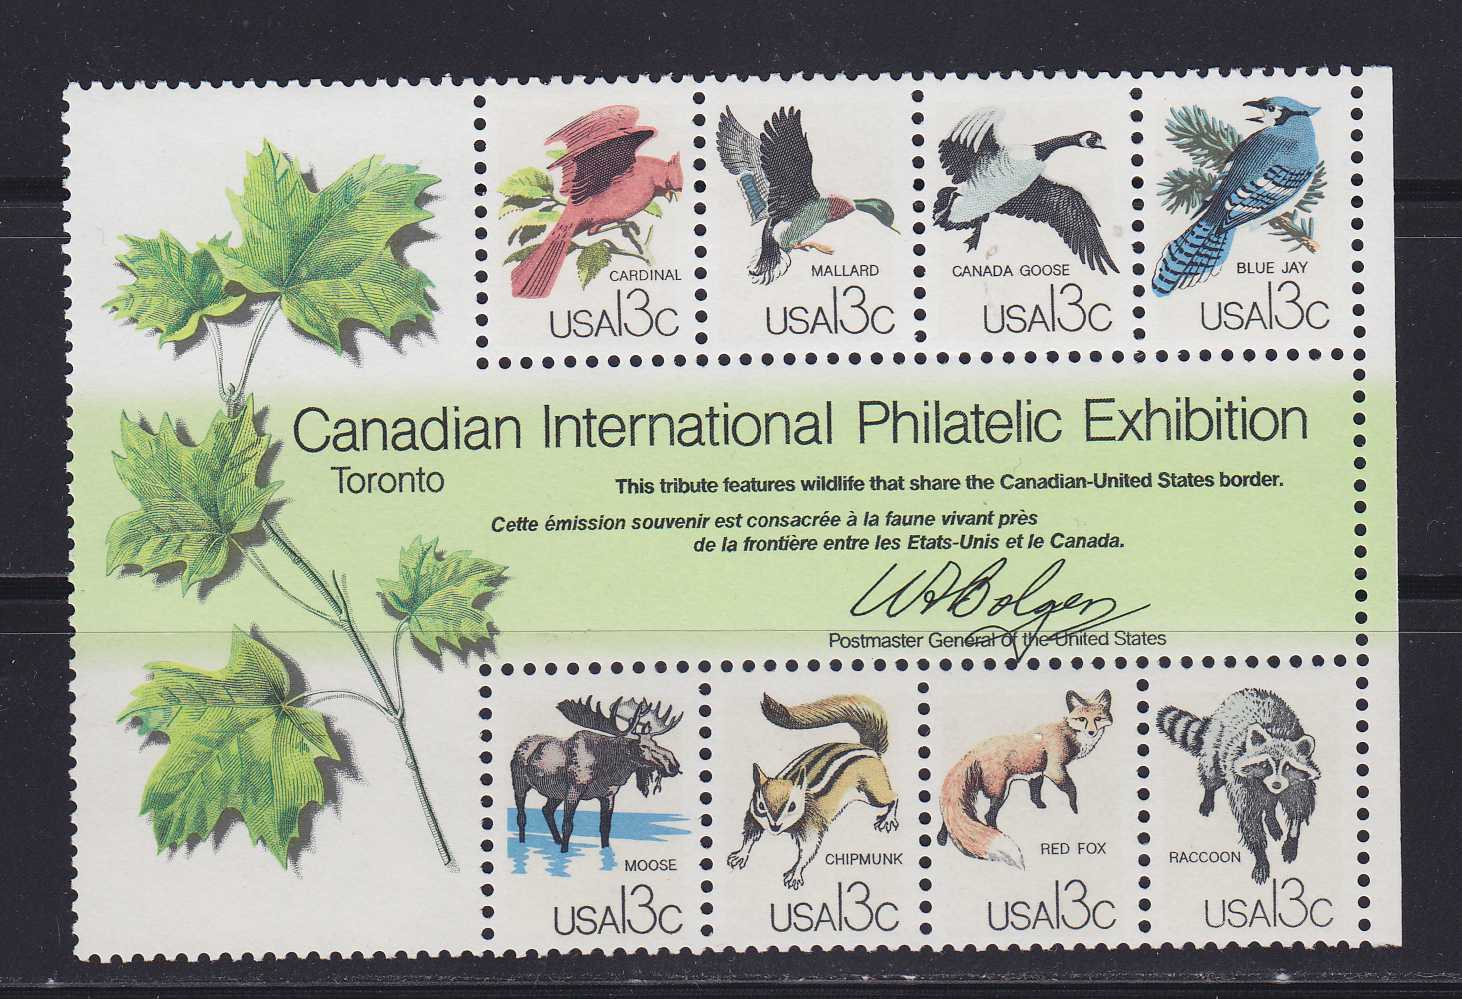 CARDINAL
USA13c
MALLARD
USA13c
CANADA GOOSE
USA13c
BLUE JAY
USA13c
Canadian International Philatelic Exhibition
Toronto
This tribute features wildlife that share the Canadian-United States border.
Cette émission souvenir est consacrée à la faune vivant près
de la frontière entre les Etats-Unis et le Canada.
WFBolger
Postmaster General of the United States
MOOSE
USA13c
CHIPMUNK
USA13c
RED FOX
USA13c
RACCOON
USA13c